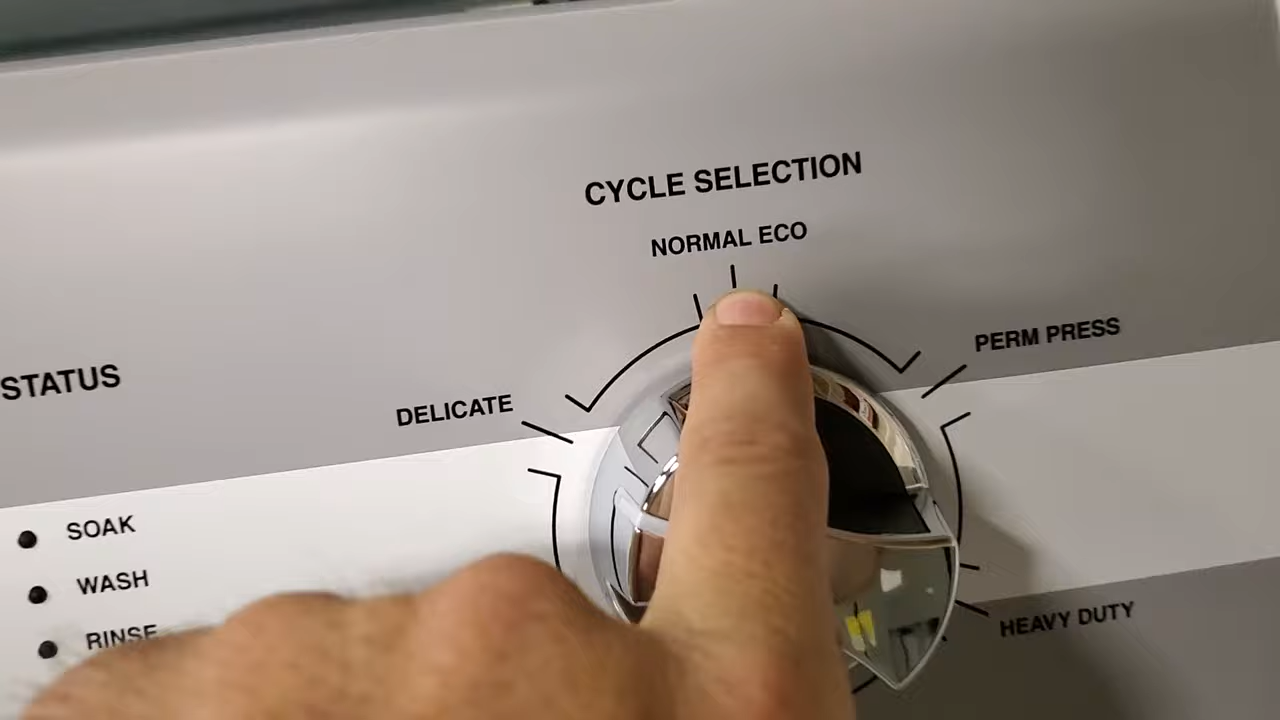 CYCLE SELECTION
NORMAL ECO
PERM PRESS
STATUS
DELICATE
SOAK
WASH
RINSE
HEAVY DUTY